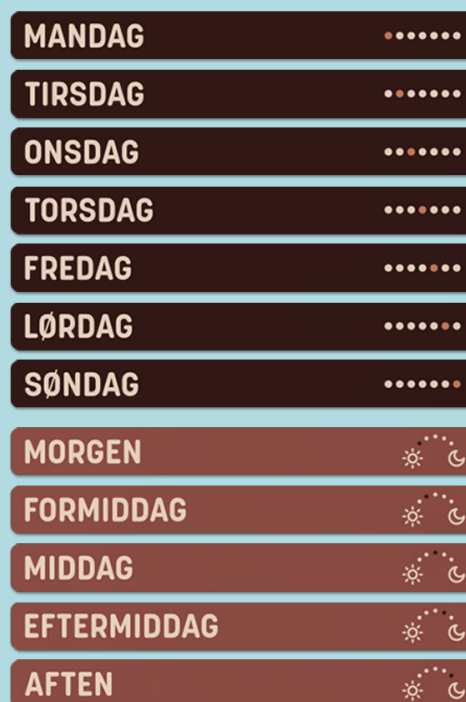 MANDAG
TIRSDAG
ONSDAG
TORSDAG
FREDAG
LØRDAG
SØNDAG
MORGEN
FORMIDDAG
MIDDAG
EFTERMIDDAG
AFTEN